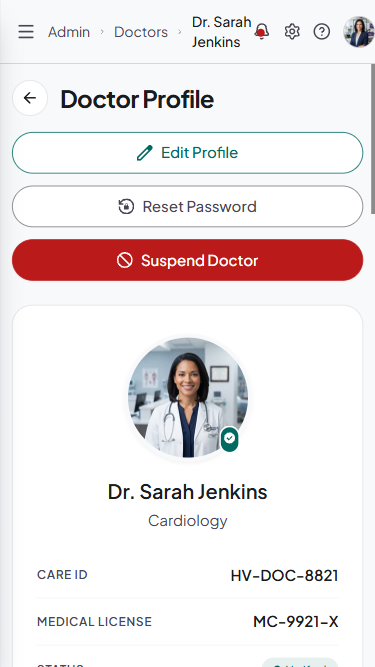 Admin
Doctors
Dr. Sarah
Jenkins
Doctor Profile
Edit Profile
Reset Password
Suspend Doctor
Dr. Sarah Jenkins
Cardiology
CARE ID HV-DOC-8821
MEDICAL LICENSE MC-9921-X
STATUS